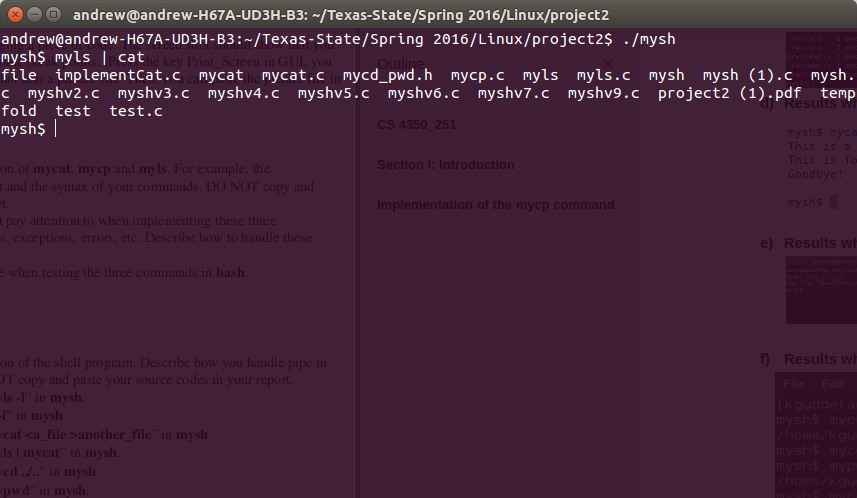 andrew@andrew-H67A-UD3H-B3: ~/Texas-State/Spring 2016/Linux/project2
andrew@andrew-H67A-UD3H-B3:~/Texas-State/Spring 2016/Linux/project2$ ./mysh
mysh$ myls | cat
file  implementCat.c  mycat  mycat.c  mycd_pwd.h  mycp.c  myls  myls.c  mysh  mysh (1).c  mysh.
c  myshv2.c  myshv3.c  myshv4.c  myshv5.c  myshv6.c  myshv7.c  myshv9.c  project2 (1).pdf  temp
fold  test  test.c
mysh$
Outline
CS 4350_251
Section I: Introduction
Implementation of the mycp command
on of mycat, mycp and myls. For example, the
t and the syntax of your commands. DO NOT copy and
rt.
t pay attention to when implementing these three
s, exceptions, errors, etc. Describe how to handle these
e when testing the three commands in bash.
on of the shell program. Describe how you handle pipe in
OT copy and paste your source codes in your report.
yls -l” in mysh.
-l” in mysh.
ycat <a_file >another_file” in mysh.
yls | mycat” in mysh.
ycd ../..” in mysh.
ypwd” in mysh.
d) Results wh
mysh$ myca
This is a
This is fo
Goodbye!
mysh$
e) Results wh
f) Results wh
File Edit
[kguddeta
mysh$ myp
/home/kgu
mysh$ myc
mysh$ myp
/home/kgu